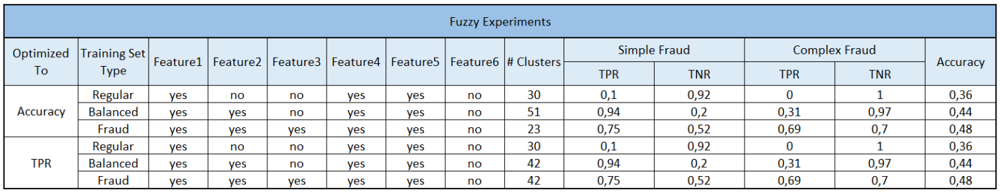 Fuzzy Experiments
Optimized To Training Set Type Feature1 Feature2 Feature3 Feature4 Feature5 Feature6 # Clusters Simple Fraud Complex Fraud Accuracy
TPR TNR TPR TNR
Accuracy Regular yes no no yes yes no 30 0,1 0,92 0 1 0,36
Balanced yes yes no yes yes no 51 0,94 0,2 0,31 0,97 0,44
Fraud yes yes yes yes yes no 23 0,75 0,52 0,69 0,7 0,48
TPR Regular yes no no yes yes no 30 0,1 0,92 0 1 0,36
Balanced yes yes no yes yes no 42 0,94 0,2 0,31 0,97 0,44
Fraud yes yes yes yes yes no 42 0,75 0,52 0,69 0,7 0,48